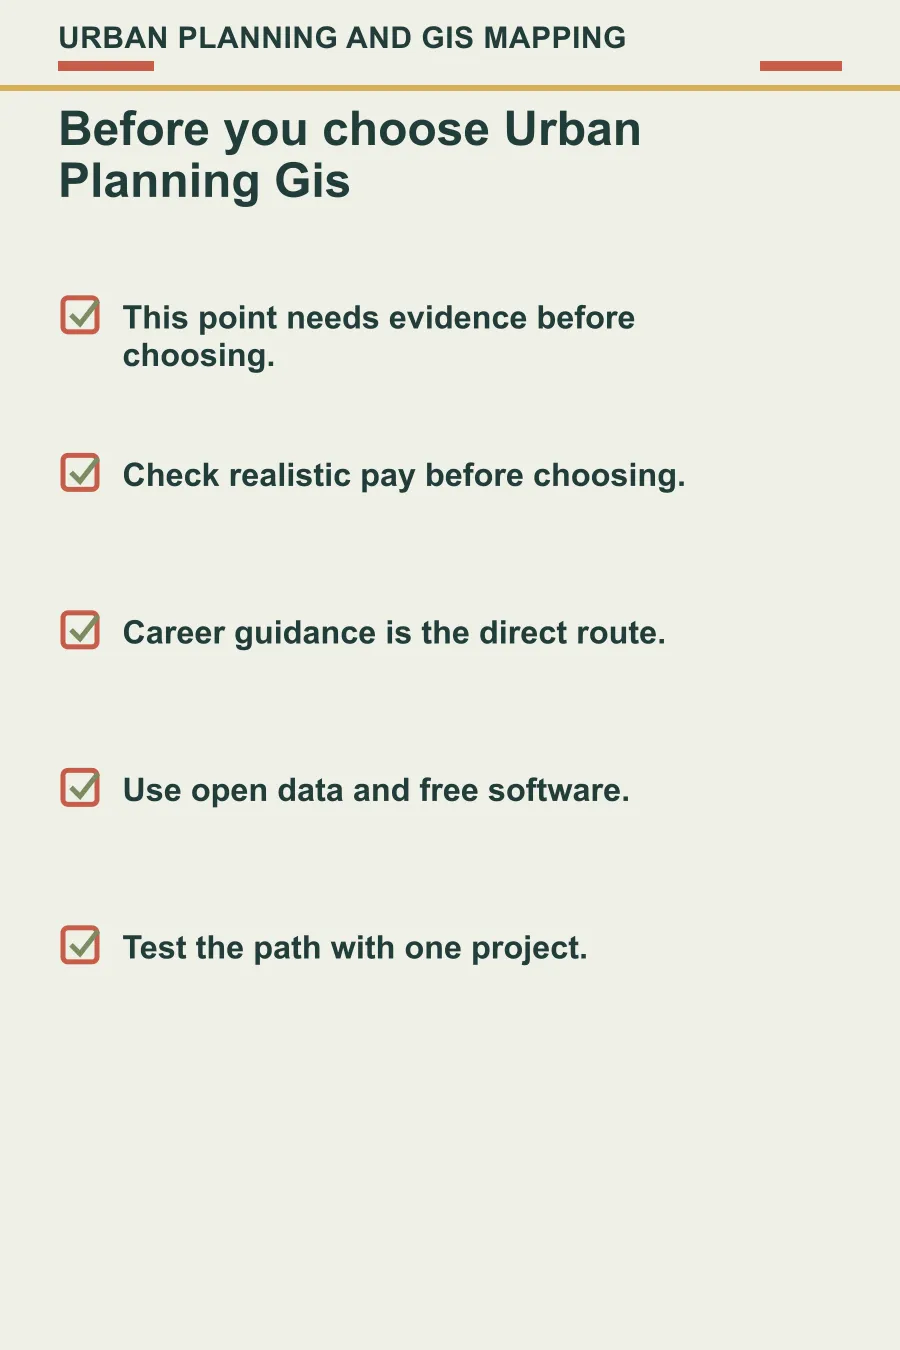 URBAN PLANNING AND GIS MAPPING
Before you choose Urban
Planning Gis
This point needs evidence before
choosing.
Check realistic pay before choosing.
Career guidance is the direct route.
Use open data and free software.
Test the path with one project.